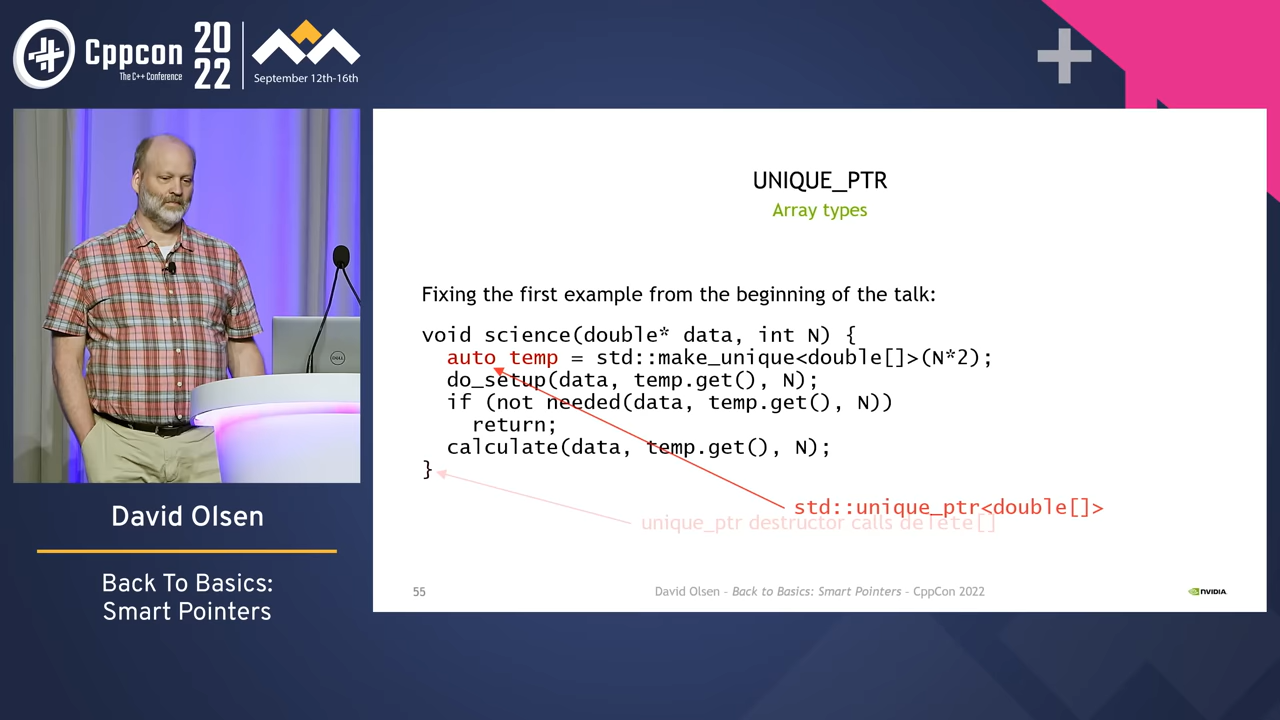 Cppcon
The C++ Conference
20
22
September 12th-16th
UNIQUE_PTR
Array types
Fixing the first example from the beginning of the talk:
void science(double* data, int N) {
  auto temp = std::make_unique<double[]>(N*2);
  do_setup(data, temp.get(), N);
  if (not needed(data, temp.get(), N))
    return;
  calculate(data, temp.get(), N);
}
std::unique_ptr<double[]>
unique_ptr destructor calls delete[]
55
David Olsen - Back to Basics: Smart Pointers - CppCon 2022
NVIDIA
DELL
David Olsen
Back To Basics:
Smart Pointers